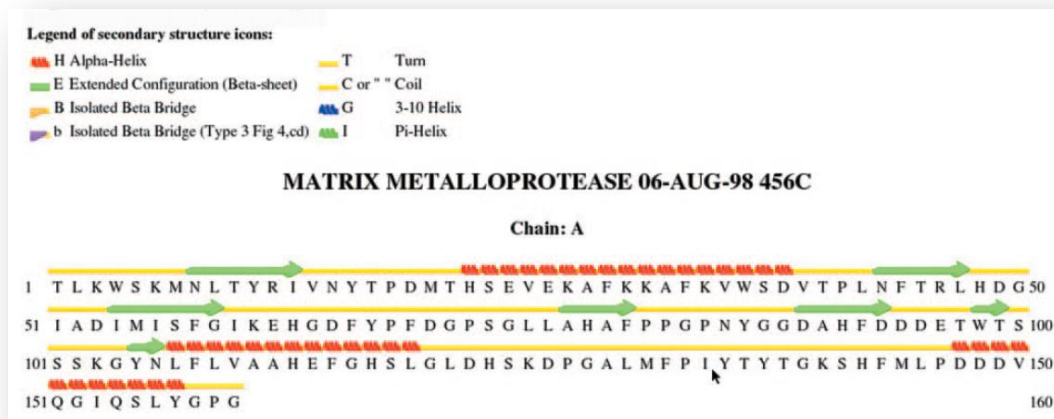 Legend of secondary structure icons:
H Alpha-Helix T Turn
E Extended Configuration (Beta-sheet) C or " " Coil
B Isolated Beta Bridge G 3-10 Helix
b Isolated Beta Bridge (Type 3 Fig 4,cd) I Pi-Helix
MATRIX METALLOPROTEASE 06-AUG-98 456C
Chain: A
1 T L K W S K M N L T Y R I V N Y T P D M T H S E V E K A F K K A F K V W S D V T P L N F T R L H D G 50
51 I A D I M I S F G I K E H G D F Y P F D G P S G L L A H A F P P G P N Y G G D A H F D D D E T W T S 100
101 S S K G Y N L F L V A A H E F G H S L G L D H S K D P G A L M F P I Y T Y T G K S H F M L P D D D V 150
151 Q G I Q S L Y G P G 160